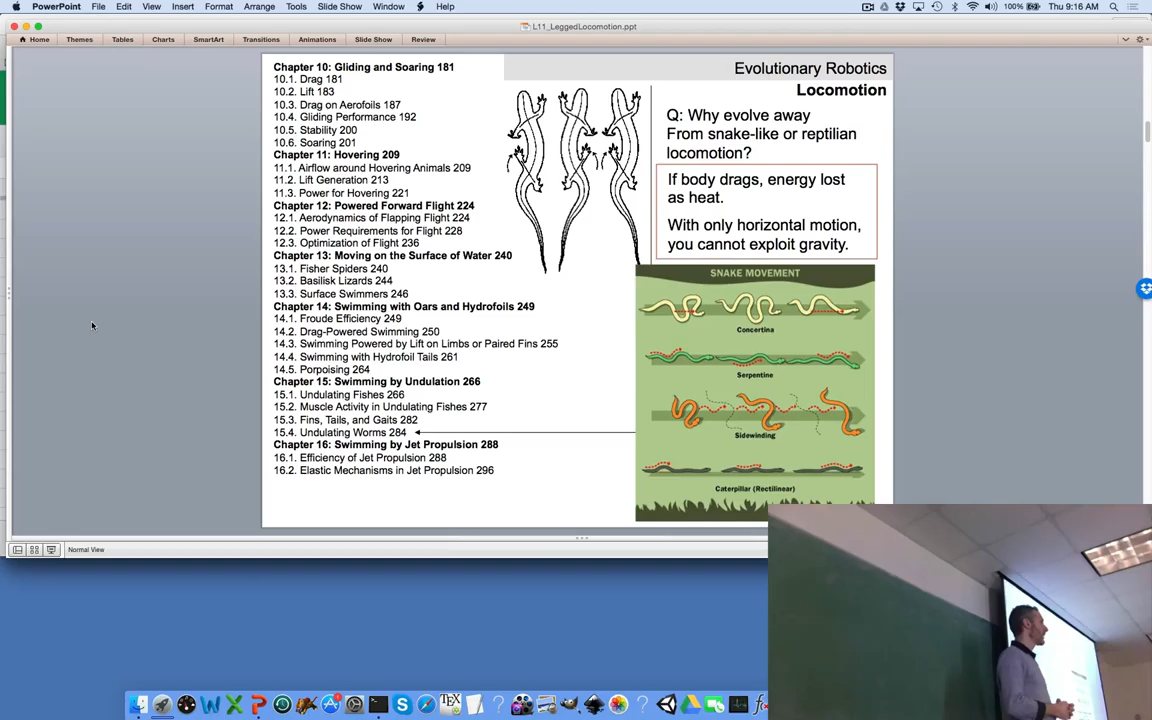 PowerPoint File Edit View Insert Format Arrange Tools Slide Show Window Help 100% Thu 9:16 AM
L11_LeggedLocomotion.ppt
Home Themes Tables Charts SmartArt Transitions Animations Slide Show Review
Chapter 10: Gliding and Soaring 181
10.1. Drag 181
10.2. Lift 183
10.3. Drag on Aerofoils 187
10.4. Gliding Performance 192
10.5. Stability 200
10.6. Soaring 201
Chapter 11: Hovering 209
11.1. Airflow around Hovering Animals 209
11.2. Lift Generation 213
11.3. Power for Hovering 221
Chapter 12: Powered Forward Flight 224
12.1. Aerodynamics of Flapping Flight 224
12.2. Power Requirements for Flight 228
12.3. Optimization of Flight 236
Chapter 13: Moving on the Surface of Water 240
13.1. Fisher Spiders 240
13.2. Basilisk Lizards 244
13.3. Surface Swimmers 246
Chapter 14: Swimming with Oars and Hydrofoils 249
14.1. Froude Efficiency 249
14.2. Drag-Powered Swimming 250
14.3. Swimming Powered by Lift on Limbs or Paired Fins 255
14.4. Swimming with Hydrofoil Tails 261
14.5. Porpoising 264
Chapter 15: Swimming by Undulation 266
15.1. Undulating Fishes 266
15.2. Muscle Activity in Undulating Fishes 277
15.3. Fins, Tails, and Gaits 282
15.4. Undulating Worms 284
Chapter 16: Swimming by Jet Propulsion 288
16.1. Efficiency of Jet Propulsion 288
16.2. Elastic Mechanisms in Jet Propulsion 296
Evolutionary Robotics
Locomotion
Q: Why evolve away
From snake-like or reptilian
locomotion?
If body drags, energy lost
as heat.
With only horizontal motion,
you cannot exploit gravity.
SNAKE MOVEMENT
Concertina
Serpentine
Sidewinding
Caterpillar (Rectilinear)
Normal View
TEX